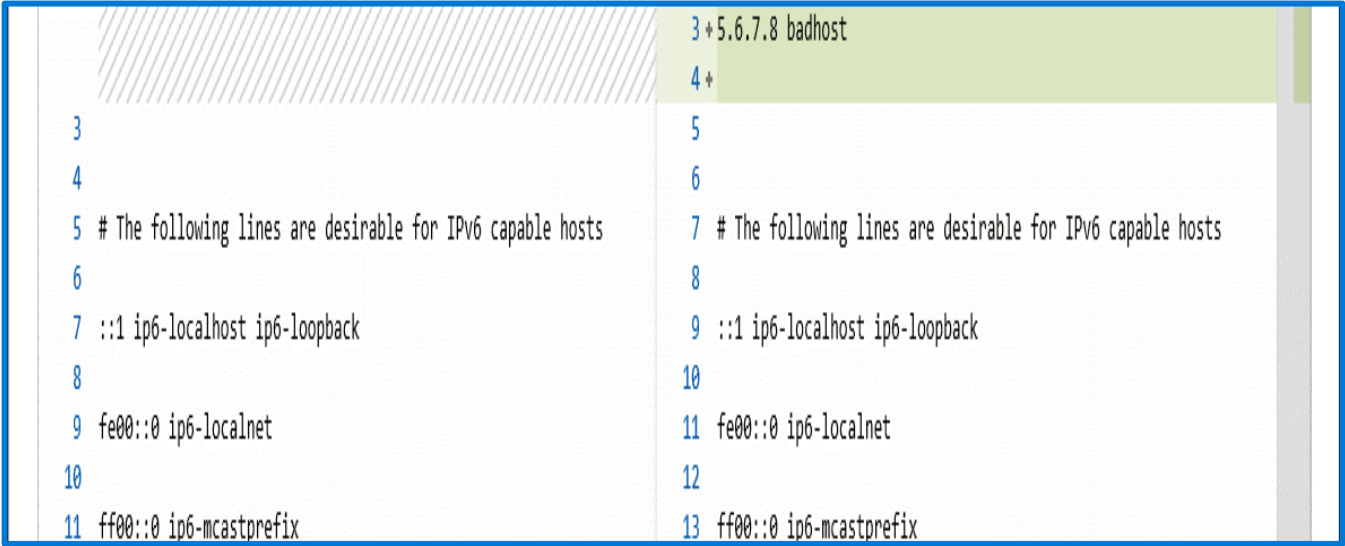 3+5.6.7.8 badhost
4+
3
4
5 # The following lines are desirable for IPv6 capable hosts
6
7 ::1 ip6-localhost ip6-loopback
8
9 fe00::0 ip6-localnet
10
11 ff00::0 ip6-mcastprefix
5
6
7 # The following lines are desirable for IPv6 capable hosts
8
9 ::1 ip6-localhost ip6-loopback
10
11 fe00::0 ip6-localnet
12
13 ff00::0 ip6-mcastprefix